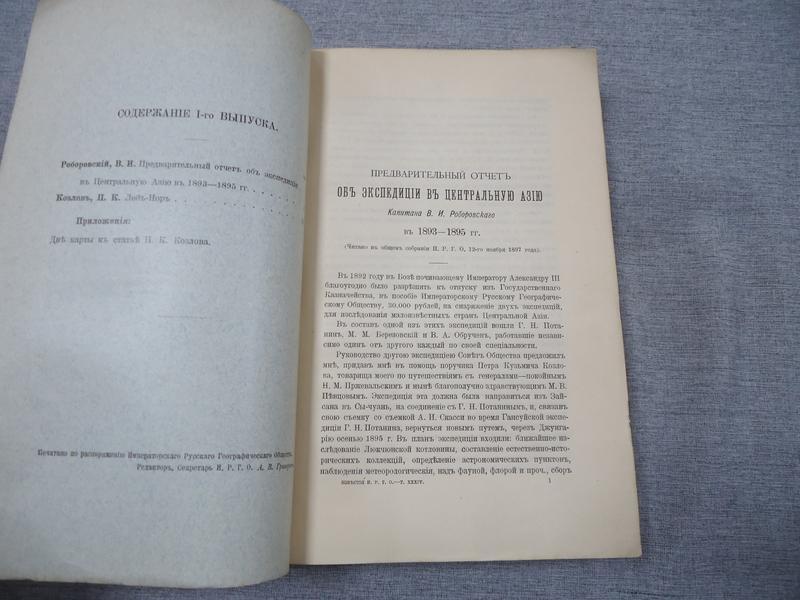 СОДЕРЖАНІЕ I-го ВЫПУСКА.
Роборовскій, В. И. Предварительный отчетъ объ экспедиціи
въ Центральную Азію въ 1893—1895 гг. . . . . . .
Козловъ, П. К. Лобъ-Норъ . . . . . . . . . . . .
Приложенія:
Двѣ карты къ статьѣ П. К. Козлова.
Печатано по распоряженію Императорскаго Русскаго Географическаго
Редакторъ, Секретарь И. Р. Г. О. А. В.
ПРЕДВАРИТЕЛЬНЫЙ ОТЧЕТЪ
ОБЪ ЭКСПЕДИЦІИ ВЪ ЦЕНТРАЛЬНУЮ АЗІЮ
Капитана В. И. Роборовскаго
въ 1893—1895 гг.
(Читано въ общемъ собраніи И. Р. Г. О. 12-го ноября 1897 года).
Въ 1892 году въ Бозѣ почивающему Императору Александру III
благоугодно было разрѣшить къ отпуску изъ Государственнаго
Казначейства, въ пособіе Императорскому Русскому Географиче-
скому Обществу, 30.000 рублей, на снаряженіе двухъ экспедицій,
для изслѣдованія малоизвѣстныхъ странъ Центральной Азіи.
Въ составъ одной изъ этихъ экспедицій вошли Г. Н. Пота-
нинъ, М. М. Березовскій и В. А. Обручевъ, работавшіе независи-
симо одинъ отъ другаго каждый по своей спеціальности.
Руководство другою экспедиціею Совѣтъ Общества предложилъ
мнѣ, придавъ мнѣ въ помощь поручика Петра Кузьмича Козло-
ва, товарища моего по путешествіямъ съ генералами—покойнымъ
Н. М. Пржевальскимъ и нынѣ благополучно здравствующимъ М. В.
Пѣвцовымъ. Экспедиція эта должна была направиться изъ Зай-
сана въ Сы-чуань, на соединеніе съ Г. Н. Потанинымъ и, связавъ
свою съемку со съемкой А. И. Скасси во время Гансуйской экспе-
диціи Г. Н. Потанина, вернуться новымъ путемъ, черезъ Джунга-
рію осенью 1895 г. Въ планъ экспедиціи входили: ближайшее из-
слѣдованіе Люкчюнской котловины, составленіе естественно-исто-
рическихъ коллекцій, опредѣленіе астрономическихъ пунктовъ,
наблюденія метеорологическія, надъ фауной, флорой и проч., сборъ
ИЗВѢСТІЯ И. Р. Г. О.—Т. XXXIV.
1